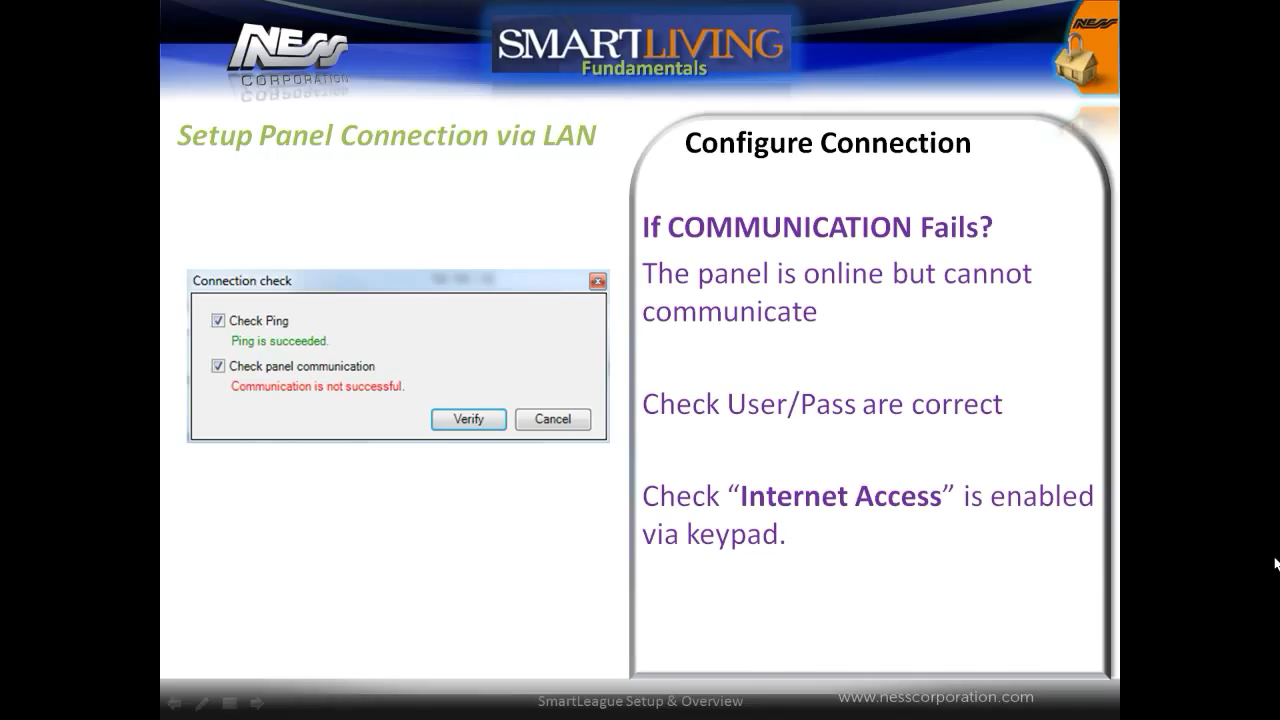 NESS
CORPORATION
SMARTLIVING
Fundamentals
NESS
Setup Panel Connection via LAN
Connection check
Check Ping
Ping is succeeded.
Check panel communication
Communication is not successful.
Verify
Cancel
Configure Connection
If COMMUNICATION Fails?
The panel is online but cannot
communicate
Check User/Pass are correct
Check “Internet Access” is enabled
via keypad.
SmartLeague Setup & Overview
www.nesscorporation.com